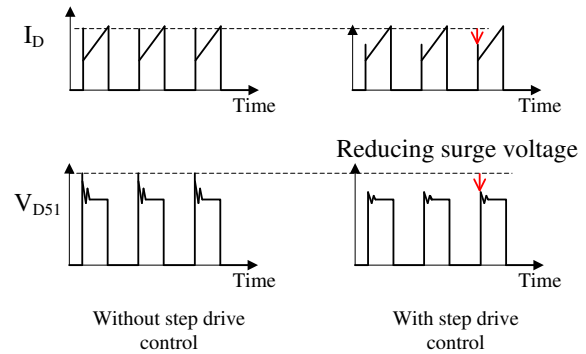 I_D
Time
Time
Reducing surge voltage
V_D51
Time
Time
Without step drive
control
With step drive
control